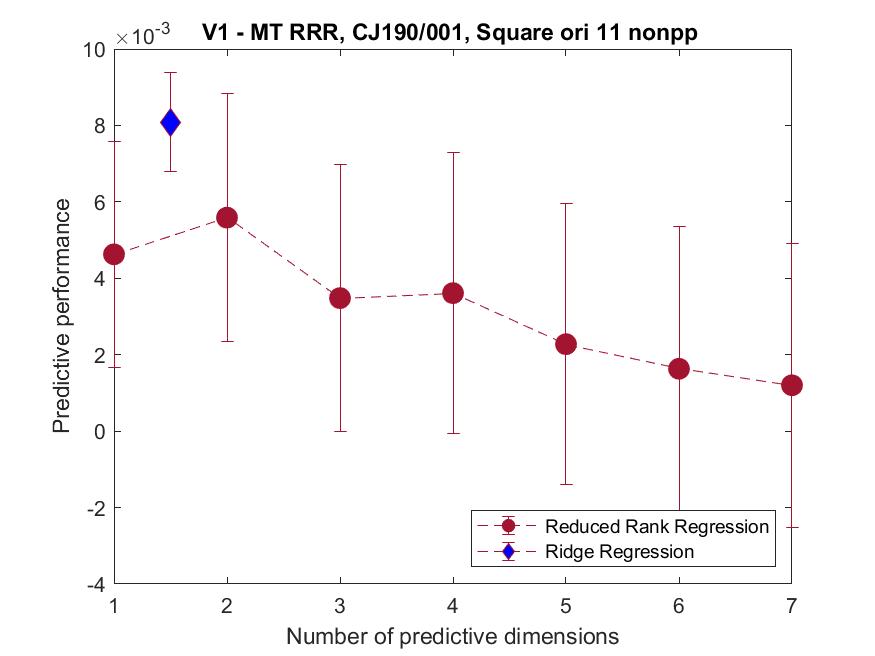 V1 - MT RRR, CJ190/001, Square ori 11 nonpp
×10⁻³
10
8
6
4
2
0
-2
-4
Predictive performance
1 2 3 4 5 6 7
Number of predictive dimensions
Reduced Rank Regression
Ridge Regression